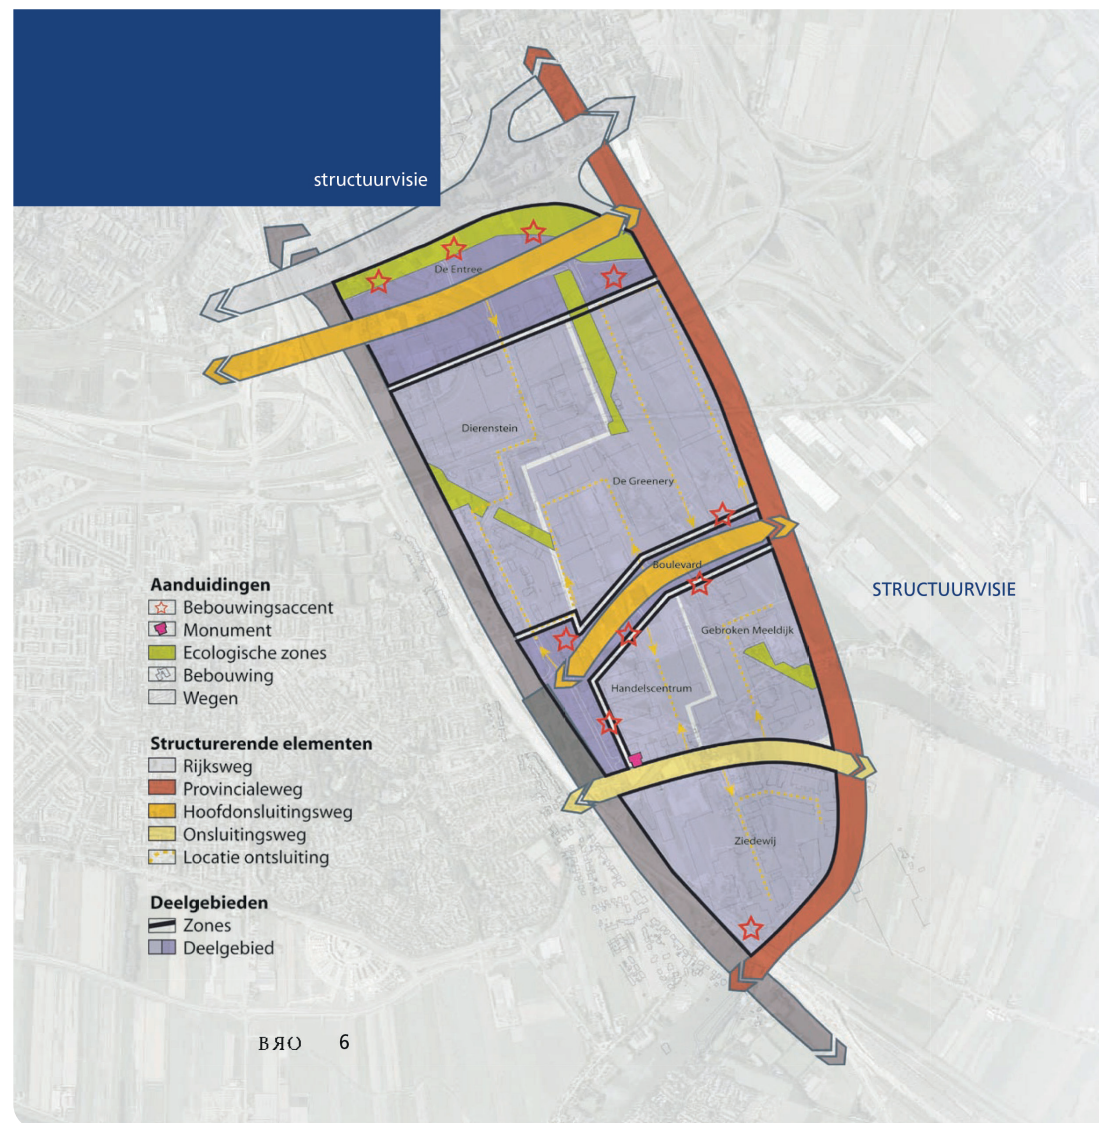 structuurvisie
De Entree
Dierenstein
De Greenery
Boulevard
STRUCTUURVISIE
Gebroken Meeldijk
Handelscentrum
Ziedewij
Aanduidingen
Bebouwingsaccent
Monument
Ecologische zones
Bebouwing
Wegen
Structurerende elementen
Rijksweg
Provincialeweg
Hoofdonsluitingsweg
Onsluitingsweg
Locatie ontsluiting
Deelgebieden
Zones
Deelgebied
BRO 6